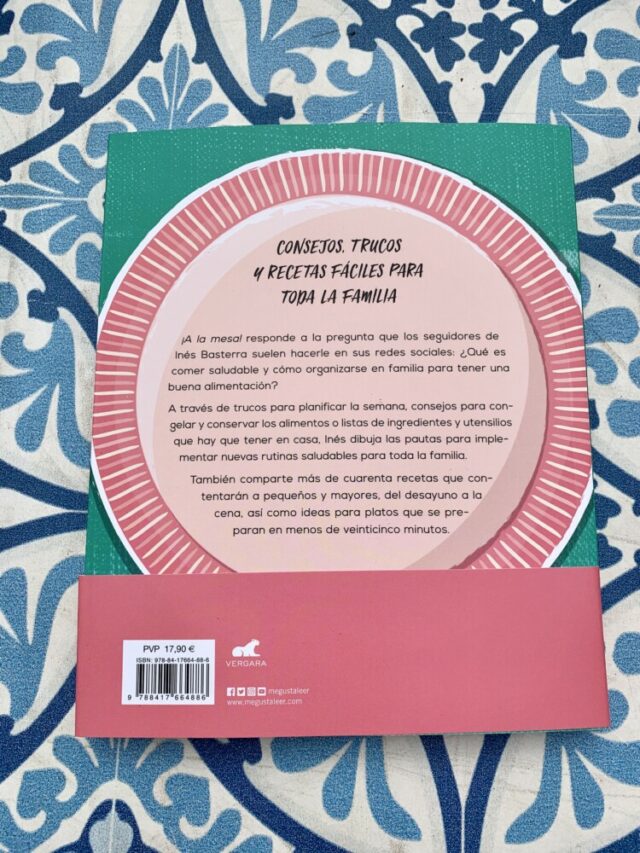 CONSEJOS, TRUCOS
Y RECETAS FÁCILES PARA
TODA LA FAMILIA
¡A la mesa! responde a la pregunta que los seguidores de
Inés Basterra suelen hacerle en sus redes sociales: ¿Qué es
comer saludable y cómo organizarse en familia para tener una
buena alimentación?
A través de trucos para planificar la semana, consejos para con-
gelar y conservar los alimentos o listas de ingredientes y utensilios
que hay que tener en casa, Inés dibuja las pautas para imple-
mentar nuevas rutinas saludables para toda la familia.
También comparte más de cuarenta recetas que con-
tentarán a pequeños y mayores, del desayuno a la
cena, así como ideas para platos que se pre-
paran en menos de veinticinco minutos.
PVP 17,90 €
ISBN: 978-84-17664-88-6
9 788417 664886
VERGARA
megustaleer
www.megustaleer.com